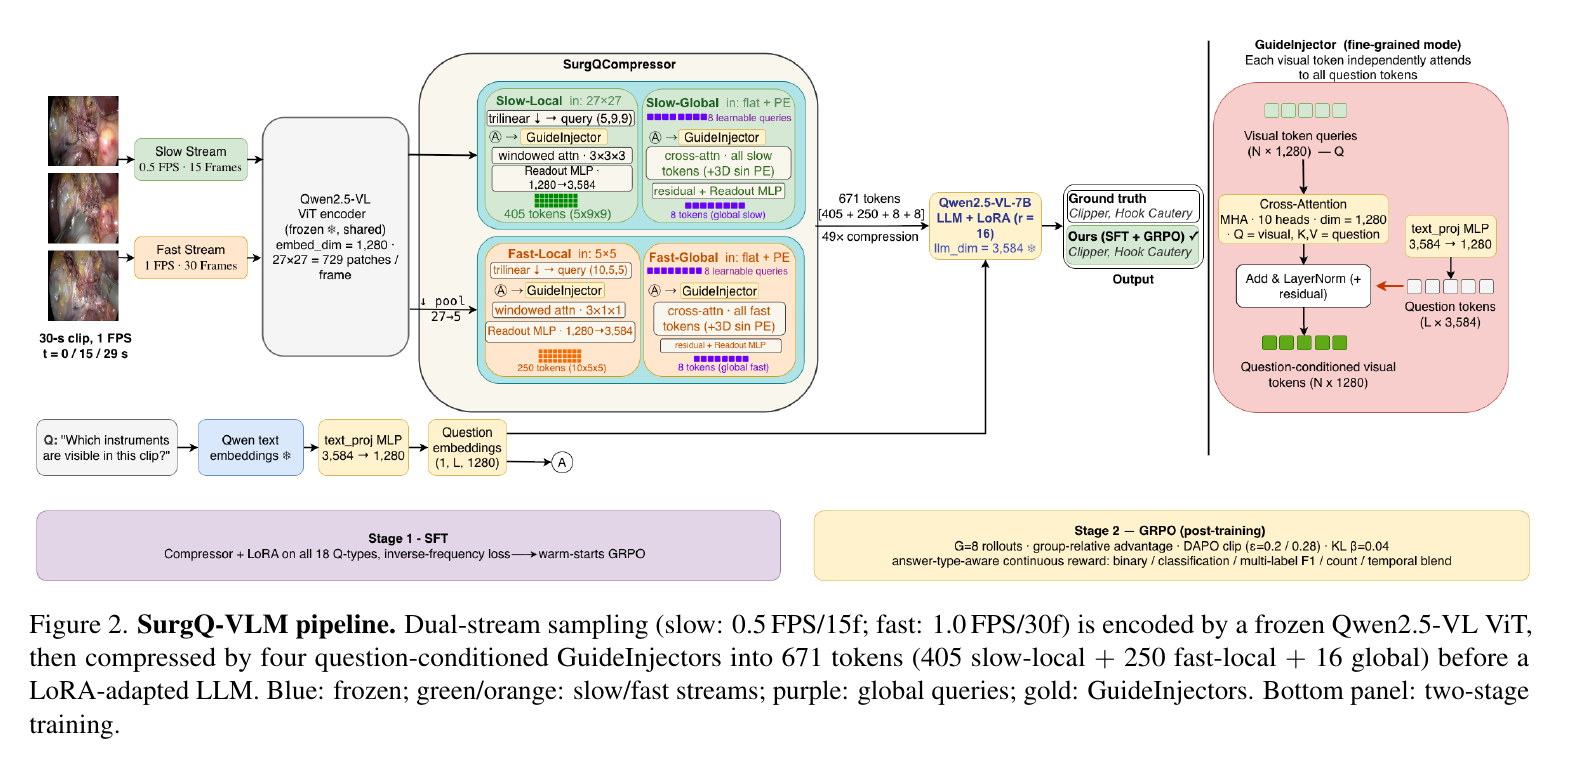 SurgQCompressor
Slow-Local in: 27×27
trilinear ↓ → query (5,9,9)
A → GuideInjector
windowed attn · 3×3×3
Readout MLP ·
1,280→3,584
405 tokens (5x9x9)
Slow-Global in: flat + PE
8 learnable queries
A → GuideInjector
cross-attn · all slow
tokens (+3D sin PE)
residual + Readout MLP
8 tokens (global slow)
Fast-Local in: 5×5
trilinear ↓ → query (10,5,5)
A → GuideInjector
windowed attn · 3×1×1
Readout MLP · 1,280→3,584
250 tokens (10x5x5)
Fast-Global in: flat + PE
8 learnable queries
A → GuideInjector
cross-attn · all fast
tokens (+3D sin PE)
residual + Readout MLP
8 tokens (global fast)
Slow Stream
0.5 FPS · 15 Frames
Fast Stream
1 FPS · 30 Frames
30-s clip, 1 FPS
t = 0 / 15 / 29 s
Qwen2.5-VL
ViT encoder
(frozen ❄, shared)
embed_dim = 1,280 ·
27×27 = 729 patches /
frame
↓ pool
27→5
671 tokens
[405 + 250 + 8 + 8]
49× compression
Qwen2.5-VL-7B
LLM + LoRA (r =
16)
llm_dim = 3,584 ❄
Ground truth
Clipper, Hook Cautery
Ours (SFT + GRPO) ✓
Clipper, Hook Cautery
Output
GuideInjector (fine-grained mode)
Each visual token independently attends
to all question tokens
Visual token queries
(N × 1,280) — Q
Cross-Attention
MHA · 10 heads · dim = 1,280
· Q = visual, K,V = question
text_proj MLP
3,584 → 1,280
Add & LayerNorm (+
residual)
Question tokens
(L × 3,584)
Question-conditioned visual
tokens (N x 1280)
Q: "Which instruments
are visible in this clip?"
Qwen text
embeddings ❄
text_proj MLP
3,584 → 1,280
Question
embeddings
(1, L, 1280)
A
Stage 1 - SFT
Compressor + LoRA on all 18 Q-types, inverse-frequency loss→warm-starts GRPO
Stage 2 — GRPO (post-training)
G=8 rollouts · group-relative advantage · DAPO clip (ε=0.2 / 0.28) · KL β=0.04
answer-type-aware continuous reward: binary / classification / multi-label F1 / count / temporal blend
Figure 2. SurgQ-VLM pipeline. Dual-stream sampling (slow: 0.5 FPS/15f; fast: 1.0 FPS/30f) is encoded by a frozen Qwen2.5-VL ViT,
then compressed by four question-conditioned GuideInjectors into 671 tokens (405 slow-local + 250 fast-local + 16 global) before a
LoRA-adapted LLM. Blue: frozen; green/orange: slow/fast streams; purple: global queries; gold: GuideInjectors. Bottom panel: two-stage
training.